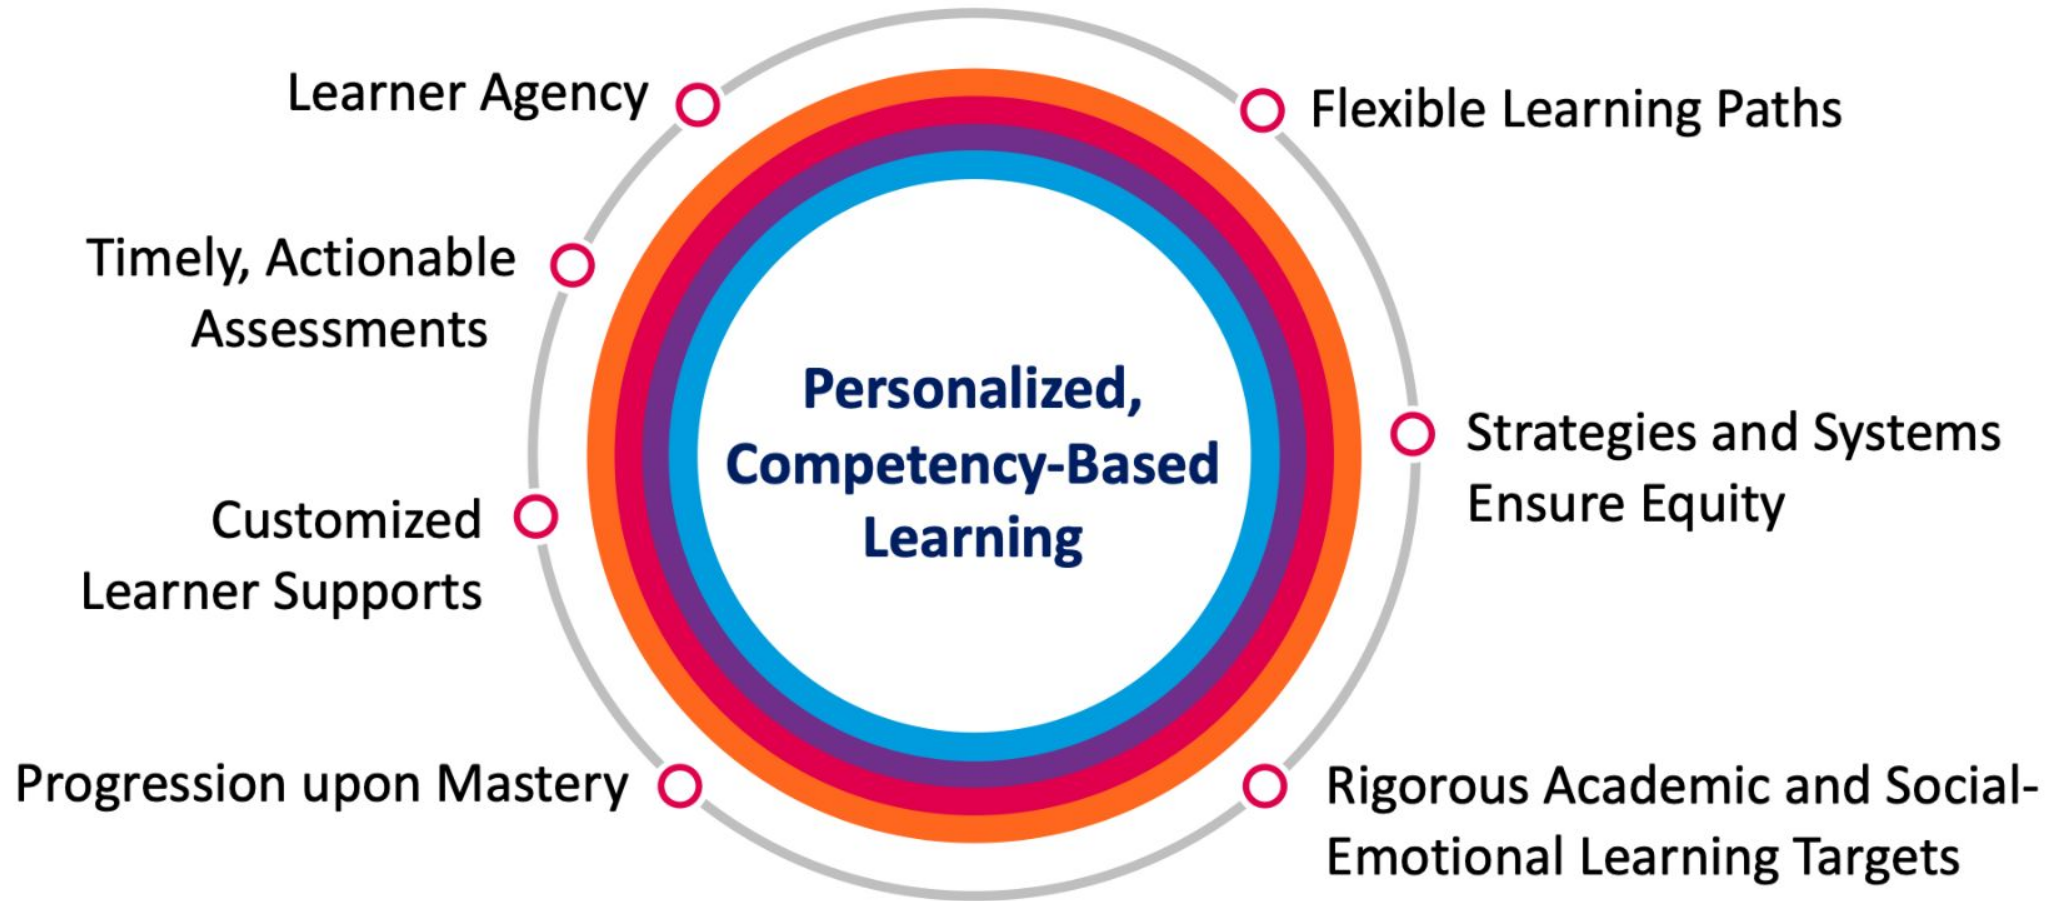 Learner Agency
Flexible Learning Paths
Timely, Actionable
Assessments
Personalized,
Competency-Based
Learning
Strategies and Systems
Ensure Equity
Customized
Learner Supports
Progression upon Mastery
Rigorous Academic and Social-
Emotional Learning Targets